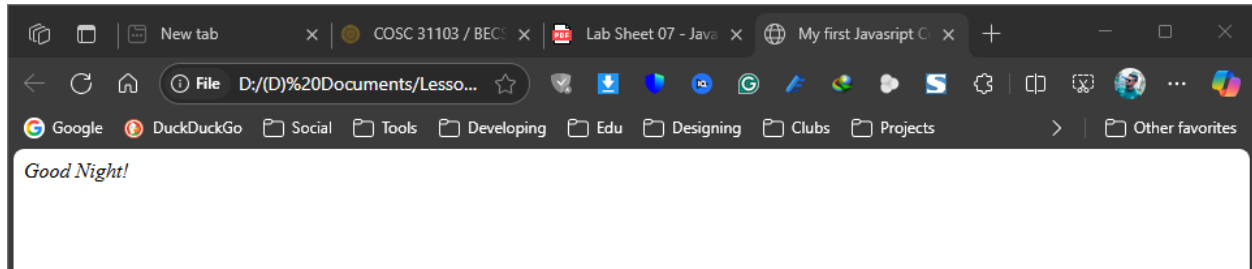 New tab
COSC 31103 / BECS
Lab Sheet 07 - Java
My first Javasript C
File D:/(D)%20Documents/Lesso...
Google DuckDuckGo Social Tools Developing Edu Designing Clubs Projects Other favorites
Good Night!